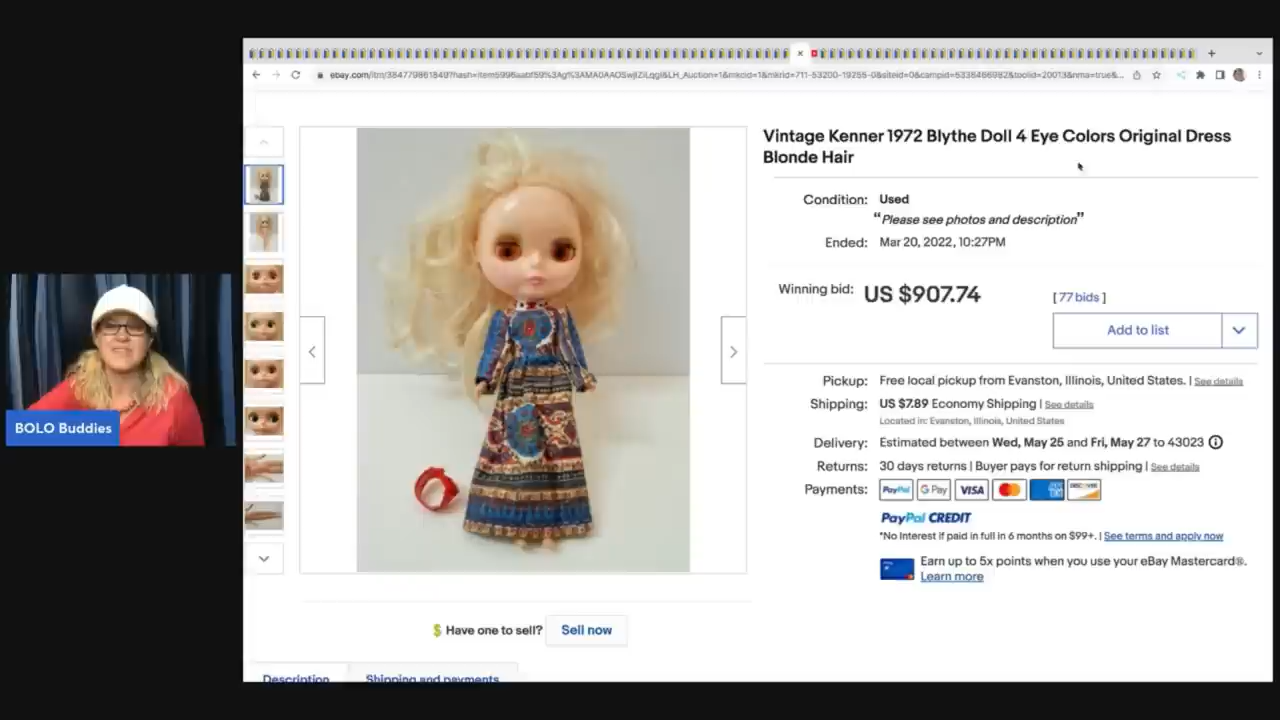 Vintage Kenner 1972 Blythe Doll 4 Eye Colors Original Dress
Blonde Hair
Condition: Used
“Please see photos and description”
Ended: Mar 20, 2022, 10:27PM
Winning bid: US $907.74 [ 77 bids ]
Add to list
Pickup: Free local pickup from Evanston, Illinois, United States. | See details
Shipping: US $7.89 Economy Shipping | See details
Located in: Evanston, Illinois, United States
Delivery: Estimated between Wed, May 25 and Fri, May 27 to 43023
Returns: 30 days returns | Buyer pays for return shipping | See details
Payments: PayPal G Pay VISA DISCOVER
PayPal CREDIT
*No Interest if paid in full in 6 months on $99+. | See terms and apply now
Earn up to 5x points when you use your eBay Mastercard®.
Learn more
BOLO Buddies
$ Have one to sell? Sell now
Description Shipping and payments